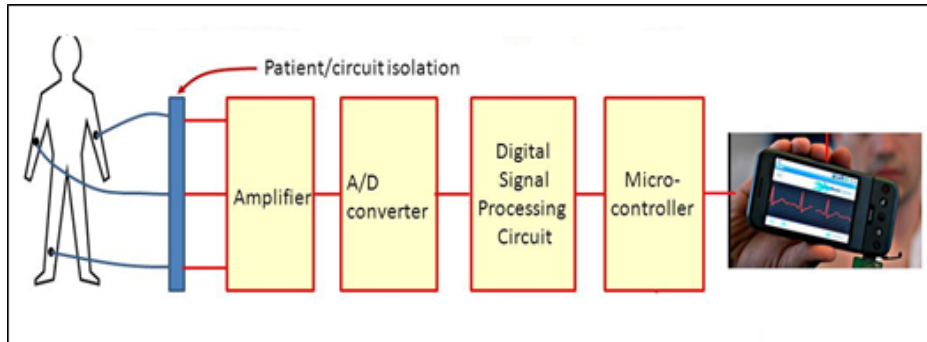 Patient/circuit isolation
Amplifier
A/D
converter
Digital
Signal
Processing
Circuit
Micro-
controller